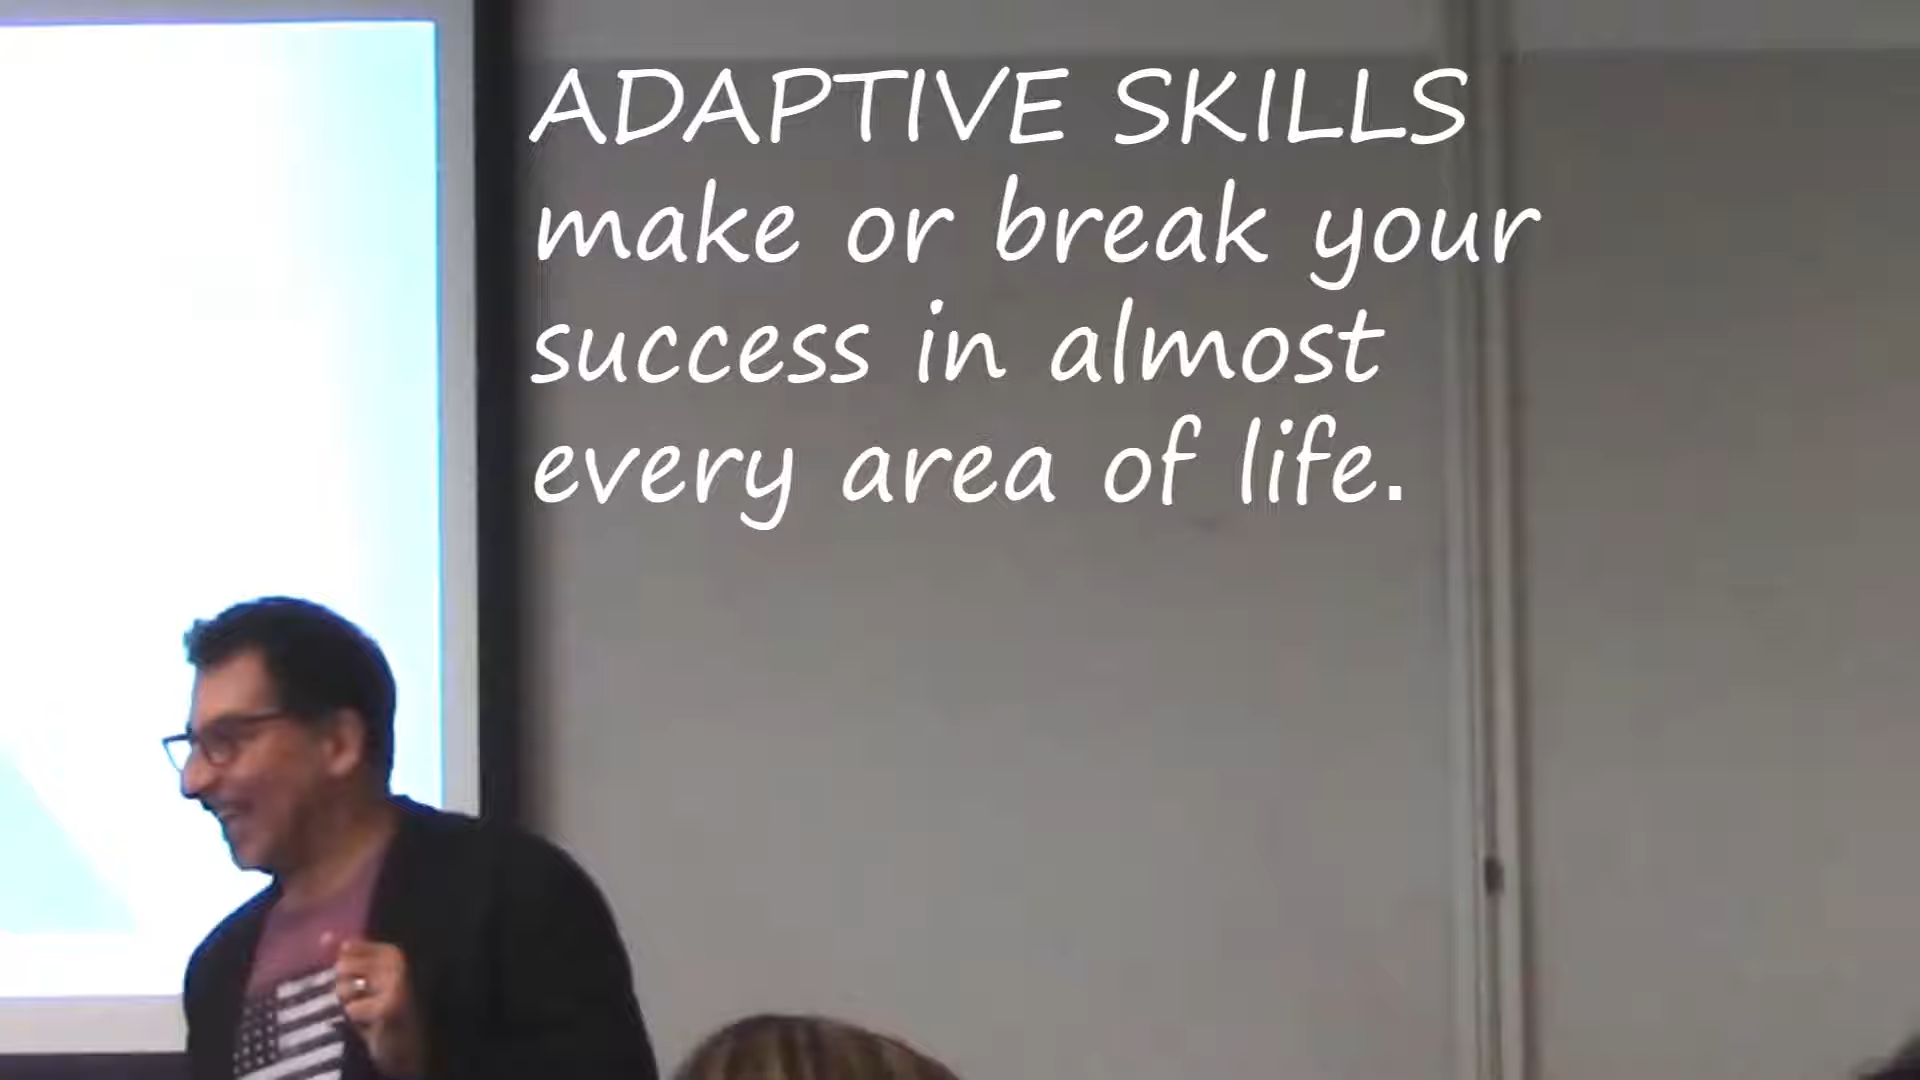 ADAPTIVE SKILLS
make or break your
success in almost
every area of life.